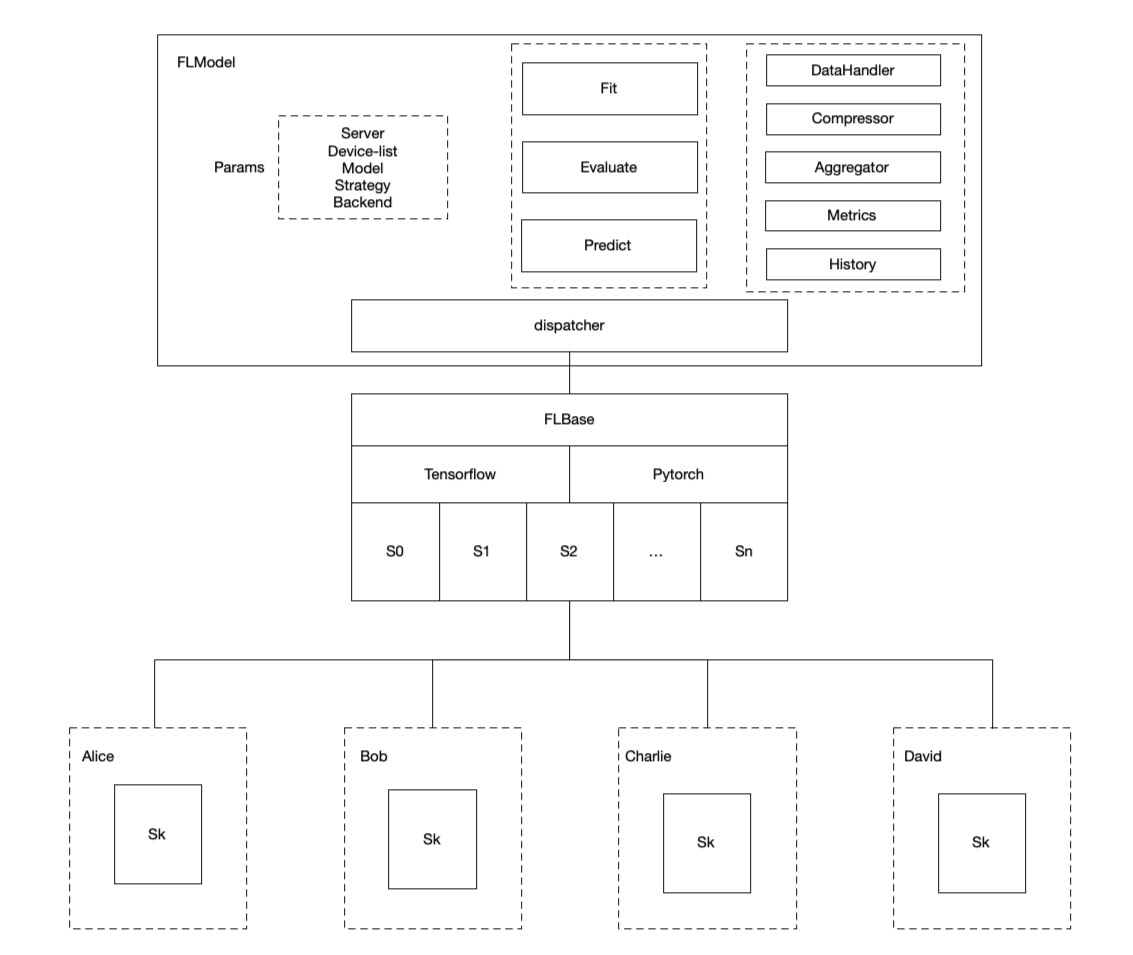 FLModel
Params
Server
Device-list
Model
Strategy
Backend
Fit
Evaluate
Predict
DataHandler
Compressor
Aggregator
Metrics
History
dispatcher
FLBase
Tensorflow
Pytorch
S0
S1
S2
...
Sn
Alice
Sk
Bob
Sk
Charlie
Sk
David
Sk